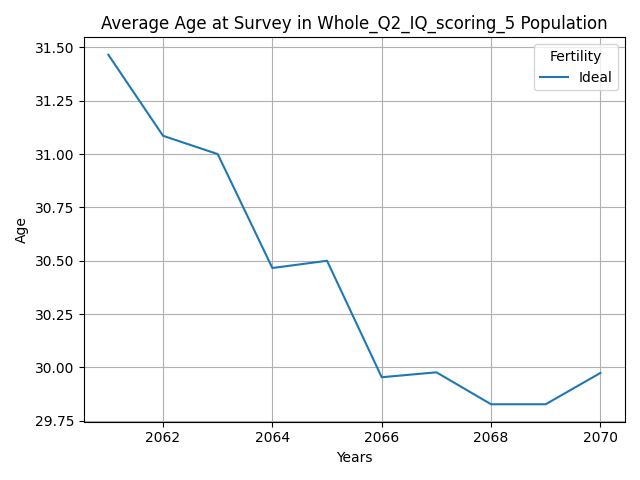 Average Age at Survey in Whole_Q2_IQ_scoring_5 Population
Fertility
Ideal
31.50
31.25
31.00
30.75
30.50
30.25
30.00
29.75
Age
2062 2064 2066 2068 2070
Years